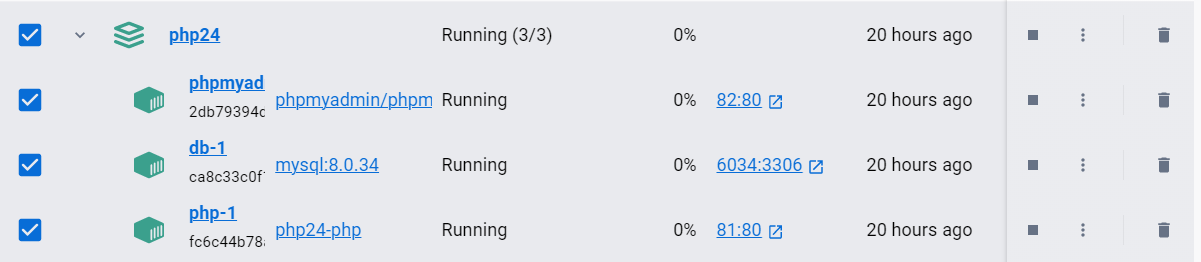 php24 Running (3/3) 0% 20 hours ago
phpmyad
2db79394c phpmyadmin/phpm Running 0% 82:80 20 hours ago
db-1
ca8c33c0f mysql:8.0.34 Running 0% 6034:3306 20 hours ago
php-1
fc6c44b78 php24-php Running 0% 81:80 20 hours ago